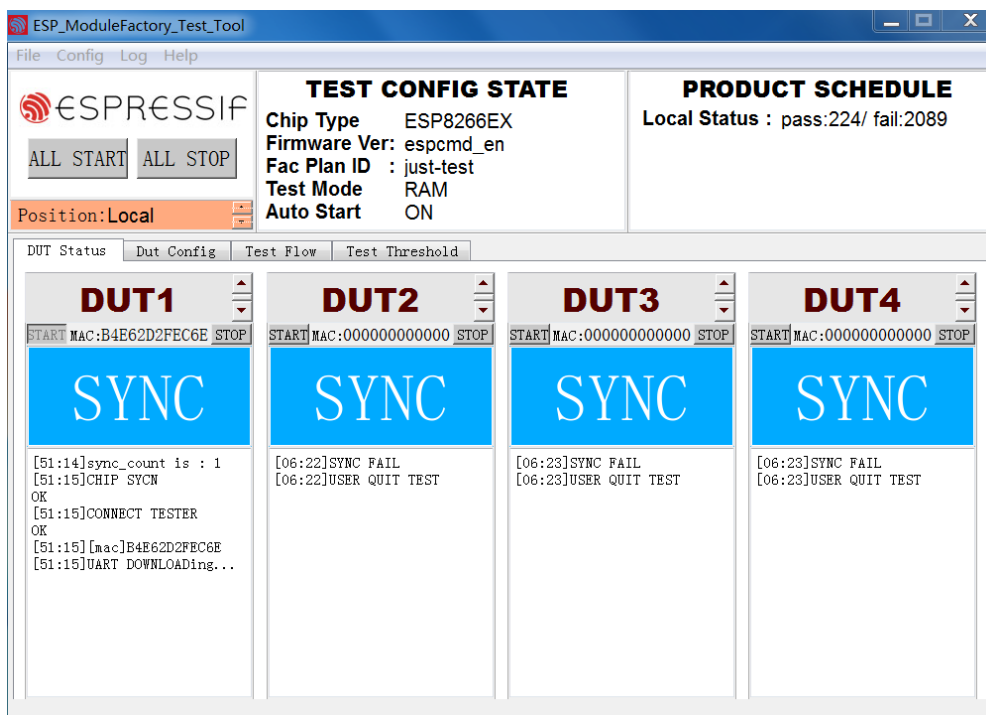 ESP_ModuleFactory_Test_Tool
File Config Log Help
ESPRESSIF
ALL START ALL STOP
Position:Local
TEST CONFIG STATE
Chip Type ESP8266EX
Firmware Ver: espcmd_en
Fac Plan ID : just-test
Test Mode RAM
Auto Start ON
PRODUCT SCHEDULE
Local Status : pass:224/ fail:2089
DUT Status Dut Config Test Flow Test Threshold
DUT1
START MAC:B4E62D2FEC6E STOP
SYNC
[51:14]sync_count is : 1
[51:15]CHIP SYCN
OK
[51:15]CONNECT TESTER
OK
[51:15][mac]B4E62D2FEC6E
[51:15]UART DOWNLOADing...
DUT2
START MAC:000000000000 STOP
SYNC
[06:22]SYNC FAIL
[06:22]USER QUIT TEST
DUT3
START MAC:000000000000 STOP
SYNC
[06:23]SYNC FAIL
[06:23]USER QUIT TEST
DUT4
START MAC:000000000000 STOP
SYNC
[06:23]SYNC FAIL
[06:23]USER QUIT TEST